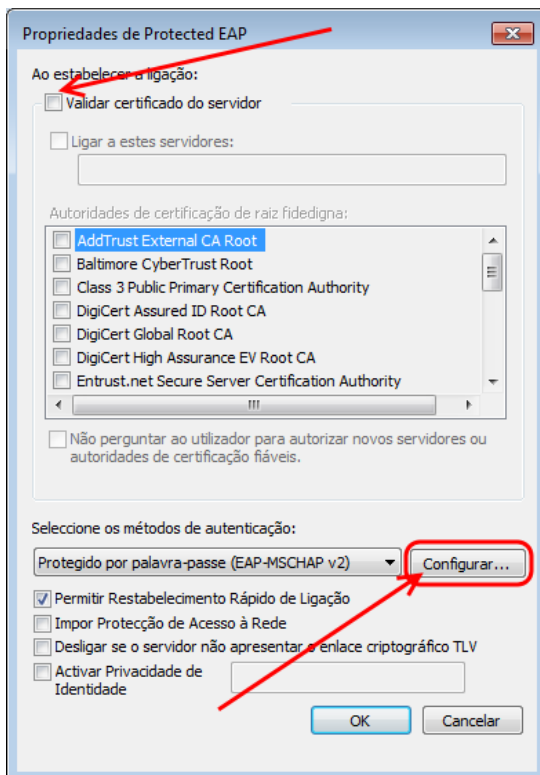 Propriedades de Protected EAP
Ao estabelecer a ligação:
Validar certificado do servidor
Ligar a estes servidores:
Autoridades de certificação de raiz fidedigna:
AddTrust External CA Root
Baltimore CyberTrust Root
Class 3 Public Primary Certification Authority
DigiCert Assured ID Root CA
DigiCert Global Root CA
DigiCert High Assurance EV Root CA
Entrust.net Secure Server Certification Authority
Não perguntar ao utilizador para autorizar novos servidores ou
autoridades de certificação fiáveis.
Seleccione os métodos de autenticação:
Protegido por palavra-passe (EAP-MSCHAP v2)
Configurar...
Permitir Restabelecimento Rápido de Ligação
Impor Protecção de Acesso à Rede
Desligar se o servidor não apresentar o enlace criptográfico TLV
Activar Privacidade de
Identidade
OK
Cancelar